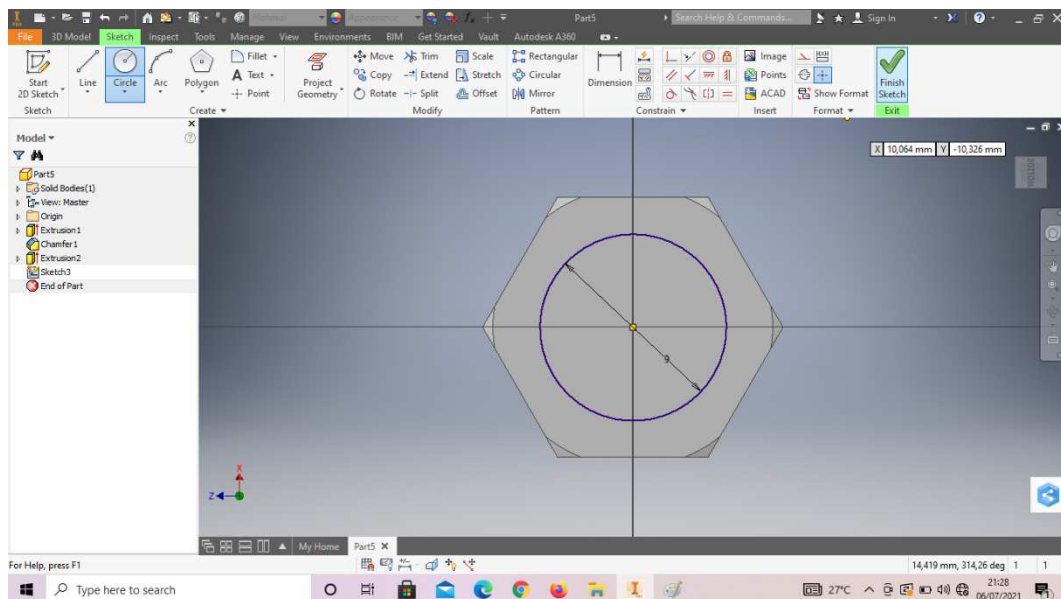 PRO
Material
Appearance
Part5
Search Help & Commands...
Sign In
File 3D Model Sketch Inspect Tools Manage View Environments BIM Get Started Vault Autodesk A360
Start 2D Sketch
Line
Circle
Arc
Polygon
Fillet
Text
Point
Project Geometry
Move Trim Scale
Copy Extend Stretch
Rotate Split Offset
Rectangular
Circular
Mirror
Dimension
Image
Points
ACAD
Show Format
Finish Sketch
Sketch Create Modify Pattern Constrain Insert Format Exit
Model
Part5
Solid Bodies(1)
View: Master
Origin
Extrusion1
Chamfer1
Extrusion2
Sketch3
End of Part
X 10,064 mm Y -10,326 mm
BOTTOM
9
X
Z
My Home Part5
For Help, press F1
14,419 mm, 314,26 deg 1 1
Type here to search
27°C
21:28
06/07/2021